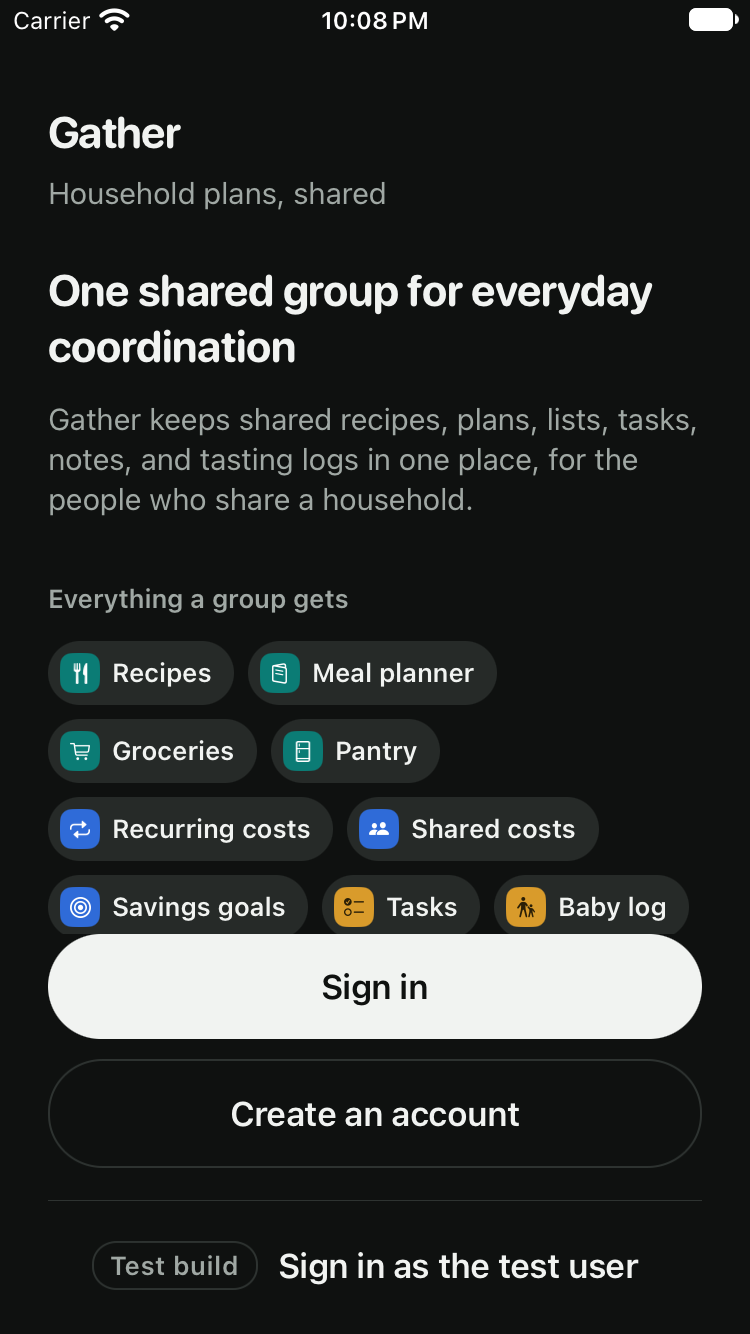 Carrier 10:08 PM
Gather
Household plans, shared
One shared group for everyday
coordination
Gather keeps shared recipes, plans, lists, tasks,
notes, and tasting logs in one place, for the
people who share a household.
Everything a group gets
Recipes Meal planner
Groceries Pantry
Recurring costs Shared costs
Savings goals Tasks Baby log
Sign in
Create an account
Test build Sign in as the test user